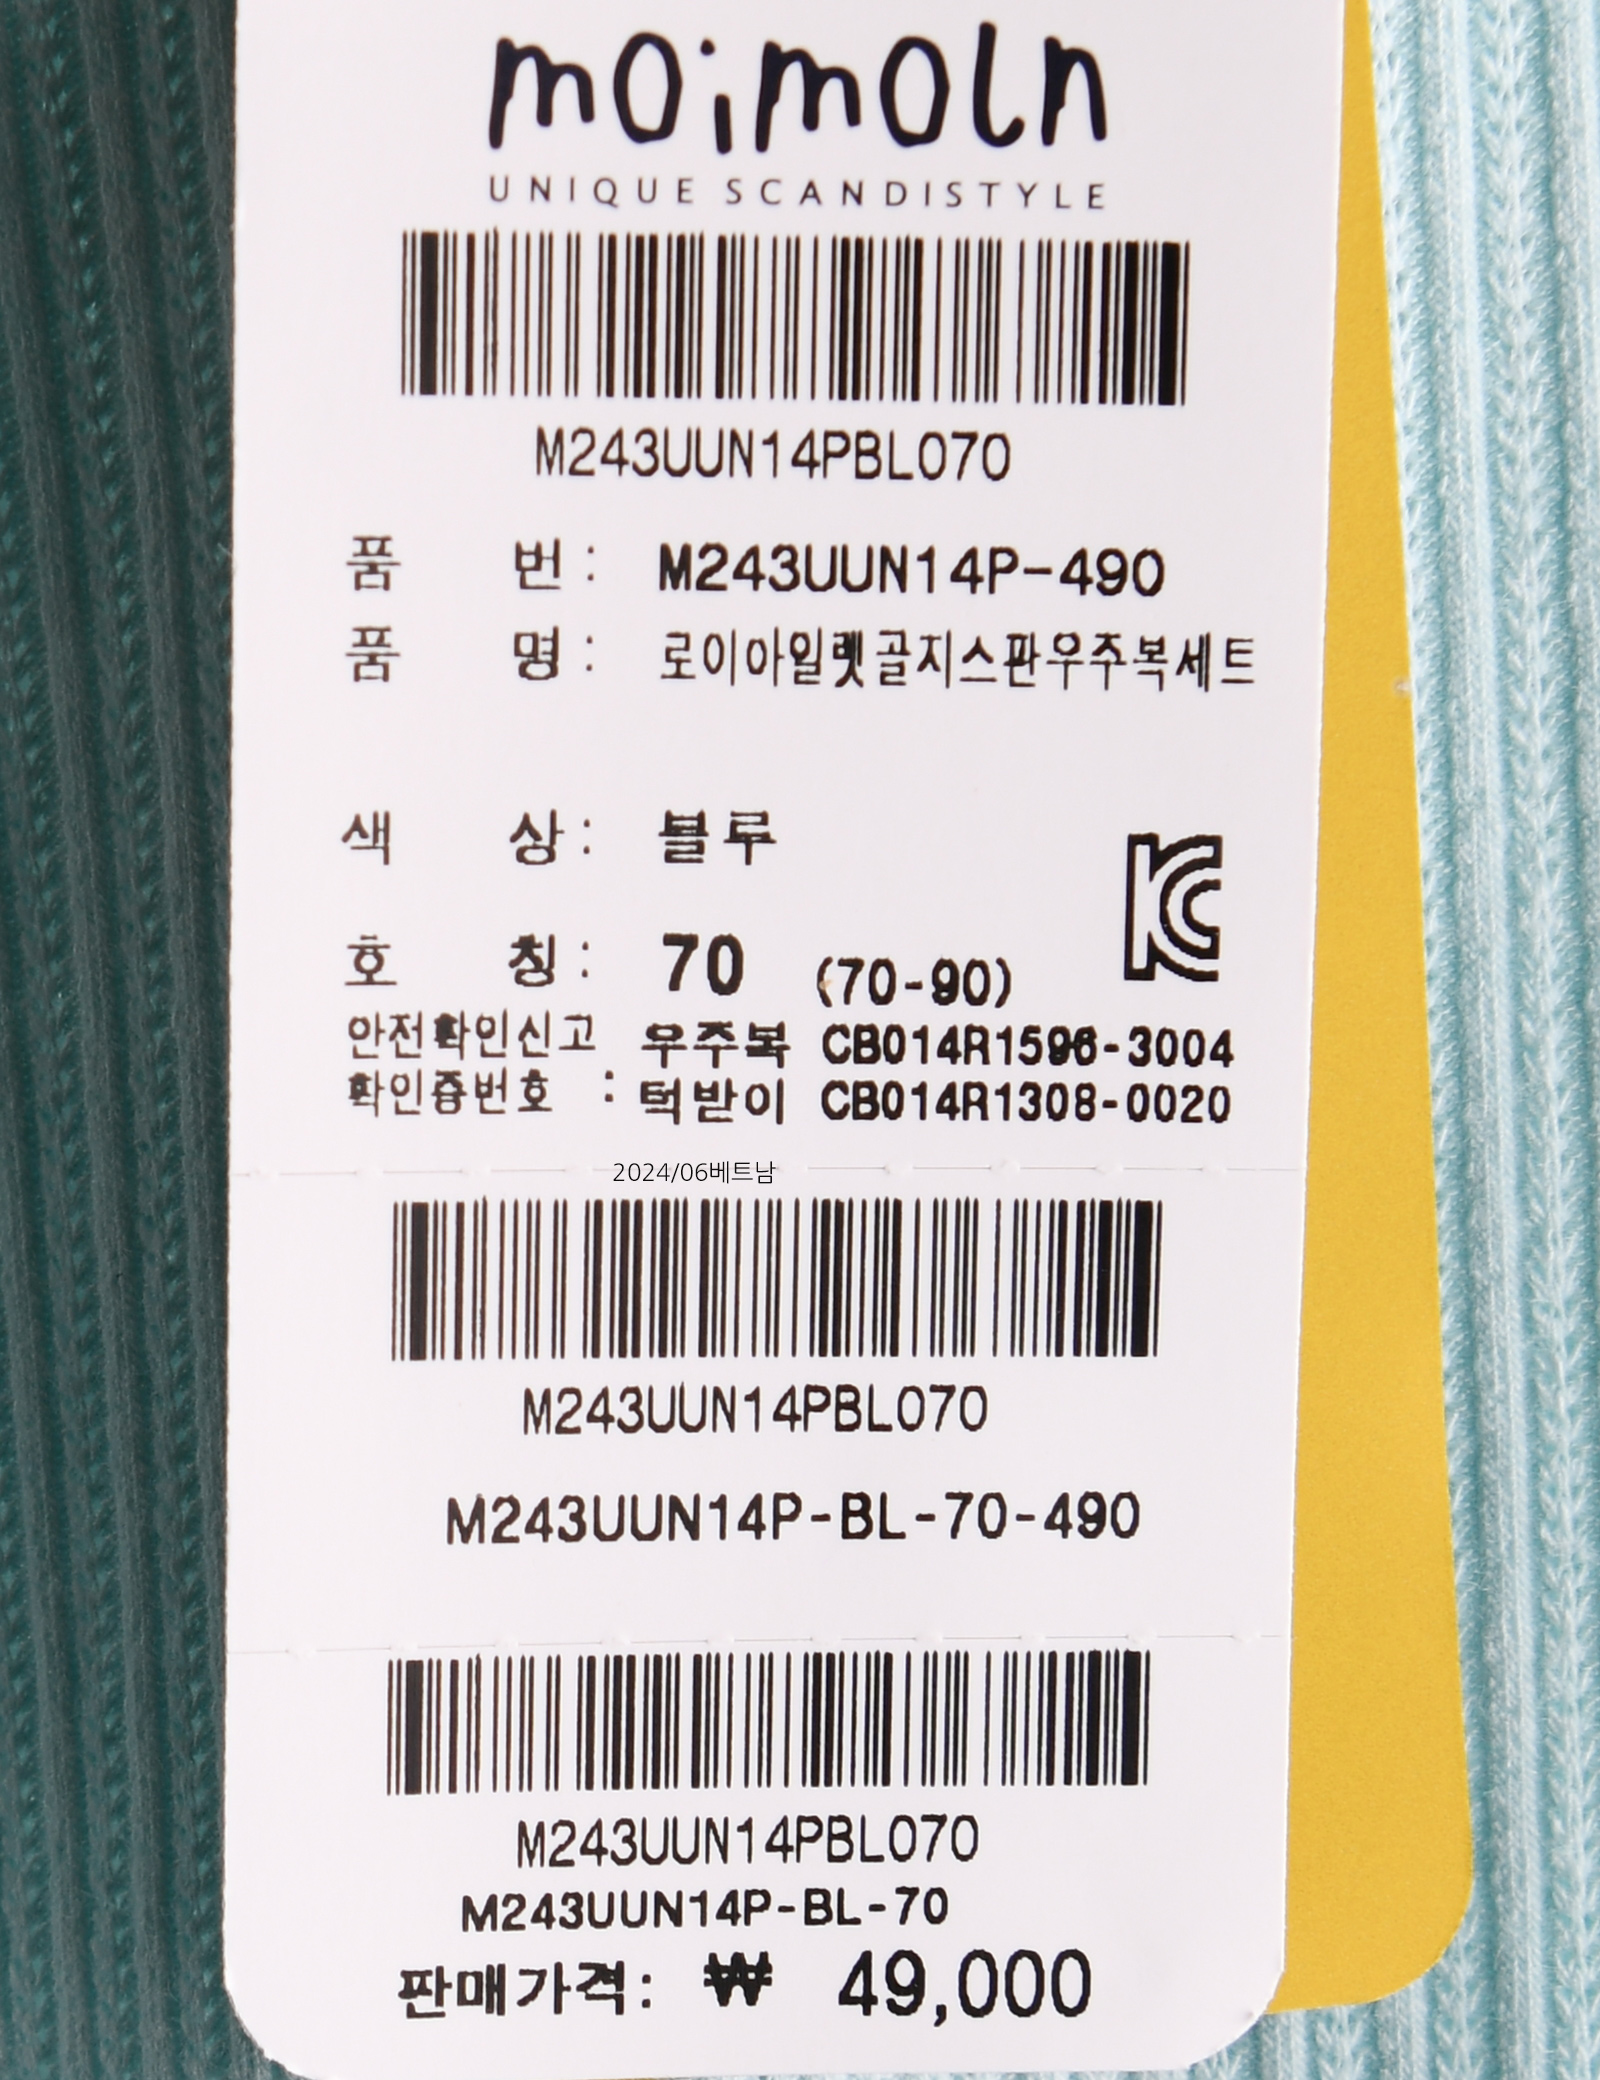 moimoln
UNIQUE SCANDISTYLE
M243UUN14PBL070
품 번 : M243UUN14P-490
품 명 : 로이아일렛골지스판우주복세트
색 상 : 블루
호 칭 : 70 (70-90)
안전확인신고 우주복 CB014R1596-3004
확인증번호 : 턱받이 CB014R1308-0020
2024/06베트남
M243UUN14PBL070
M243UUN14P-BL-70-490
M243UUN14PBL070
M243UUN14P-BL-70
판매가격: ₩ 49,000